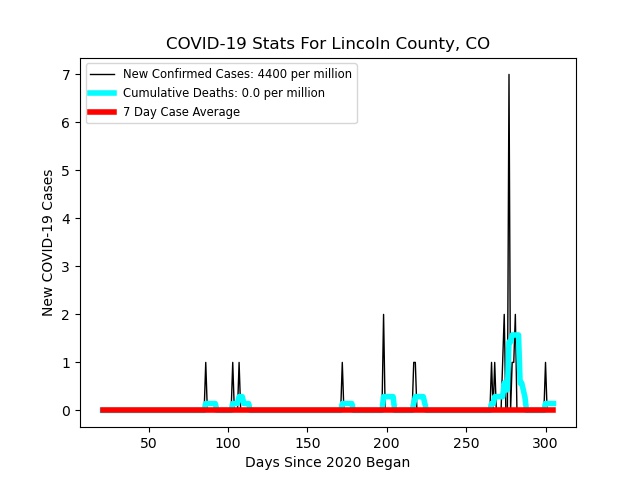 COVID-19 Stats For Lincoln County, CO
New Confirmed Cases: 4400 per million
Cumulative Deaths: 0.0 per million
7 Day Case Average
New COVID-19 Cases
7
6
5
4
3
2
1
0
50 100 150 200 250 300
Days Since 2020 Began